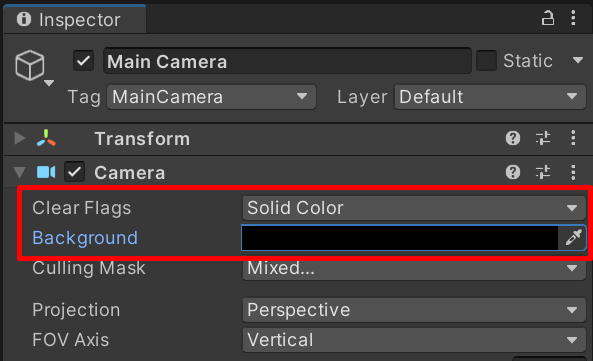 Inspector
Main Camera Static
Tag MainCamera Layer Default
Transform
Camera
Clear Flags Solid Color
Background
Culling Mask Mixed...
Projection Perspective
FOV Axis Vertical